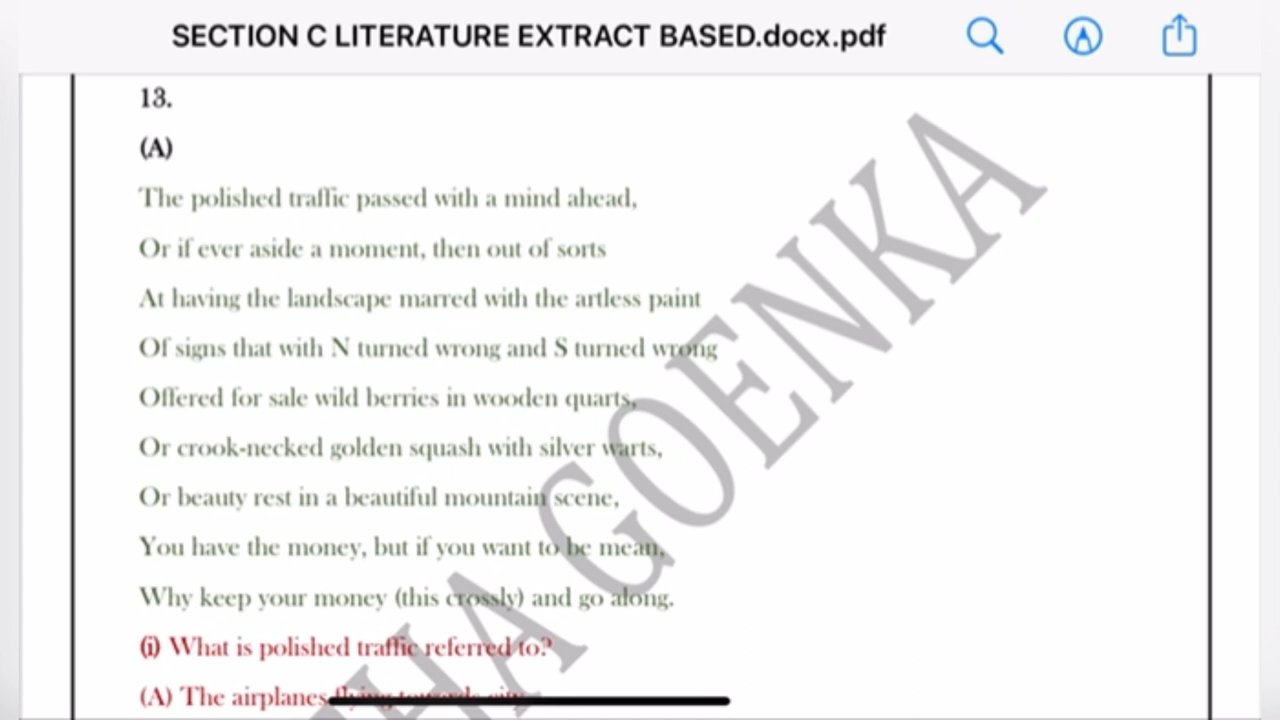 SECTION C LITERATURE EXTRACT BASED.docx.pdf
13.
(A)
The polished traffic passed with a mind ahead,
Or if ever aside a moment, then out of sorts
At having the landscape marred with the artless paint
Of signs that with N turned wrong and S turned wrong
Offered for sale wild berries in wooden quarts,
Or crook-necked golden squash with silver warts,
Or beauty rest in a beautiful mountain scene,
You have the money, but if you want to be mean,
Why keep your money (this crossly) and go along.
(i) What is polished traffic referred to?
(A) The airplanes flying towards city
HA GOENKA